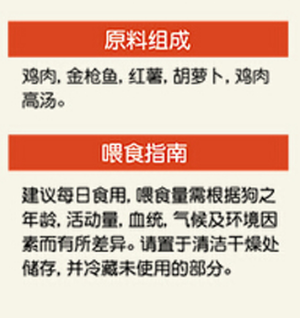 原料组成
鸡肉, 金枪鱼, 红薯, 胡萝卜, 鸡肉
高汤。
喂食指南
建议每日食用, 喂食量需根据狗之
年龄, 活动量, 血统, 气候及环境因
素而有所差异。请置于清洁干燥处
储存, 并冷藏未使用的部分。